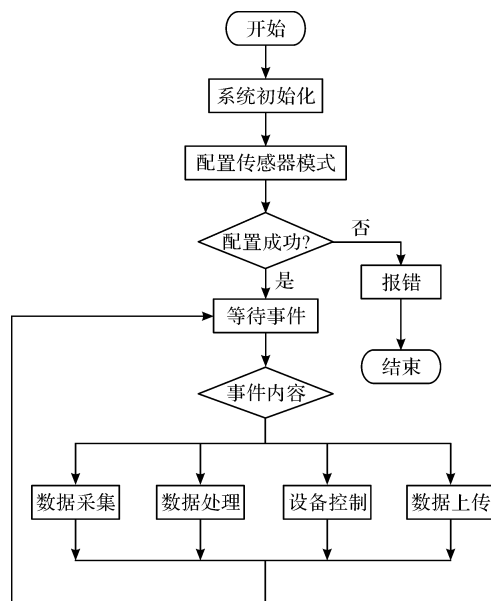 开始
系统初始化
配置传感器模式
配置成功?
否
是
报错
等待事件
结束
事件内容
数据采集
数据处理
设备控制
数据上传